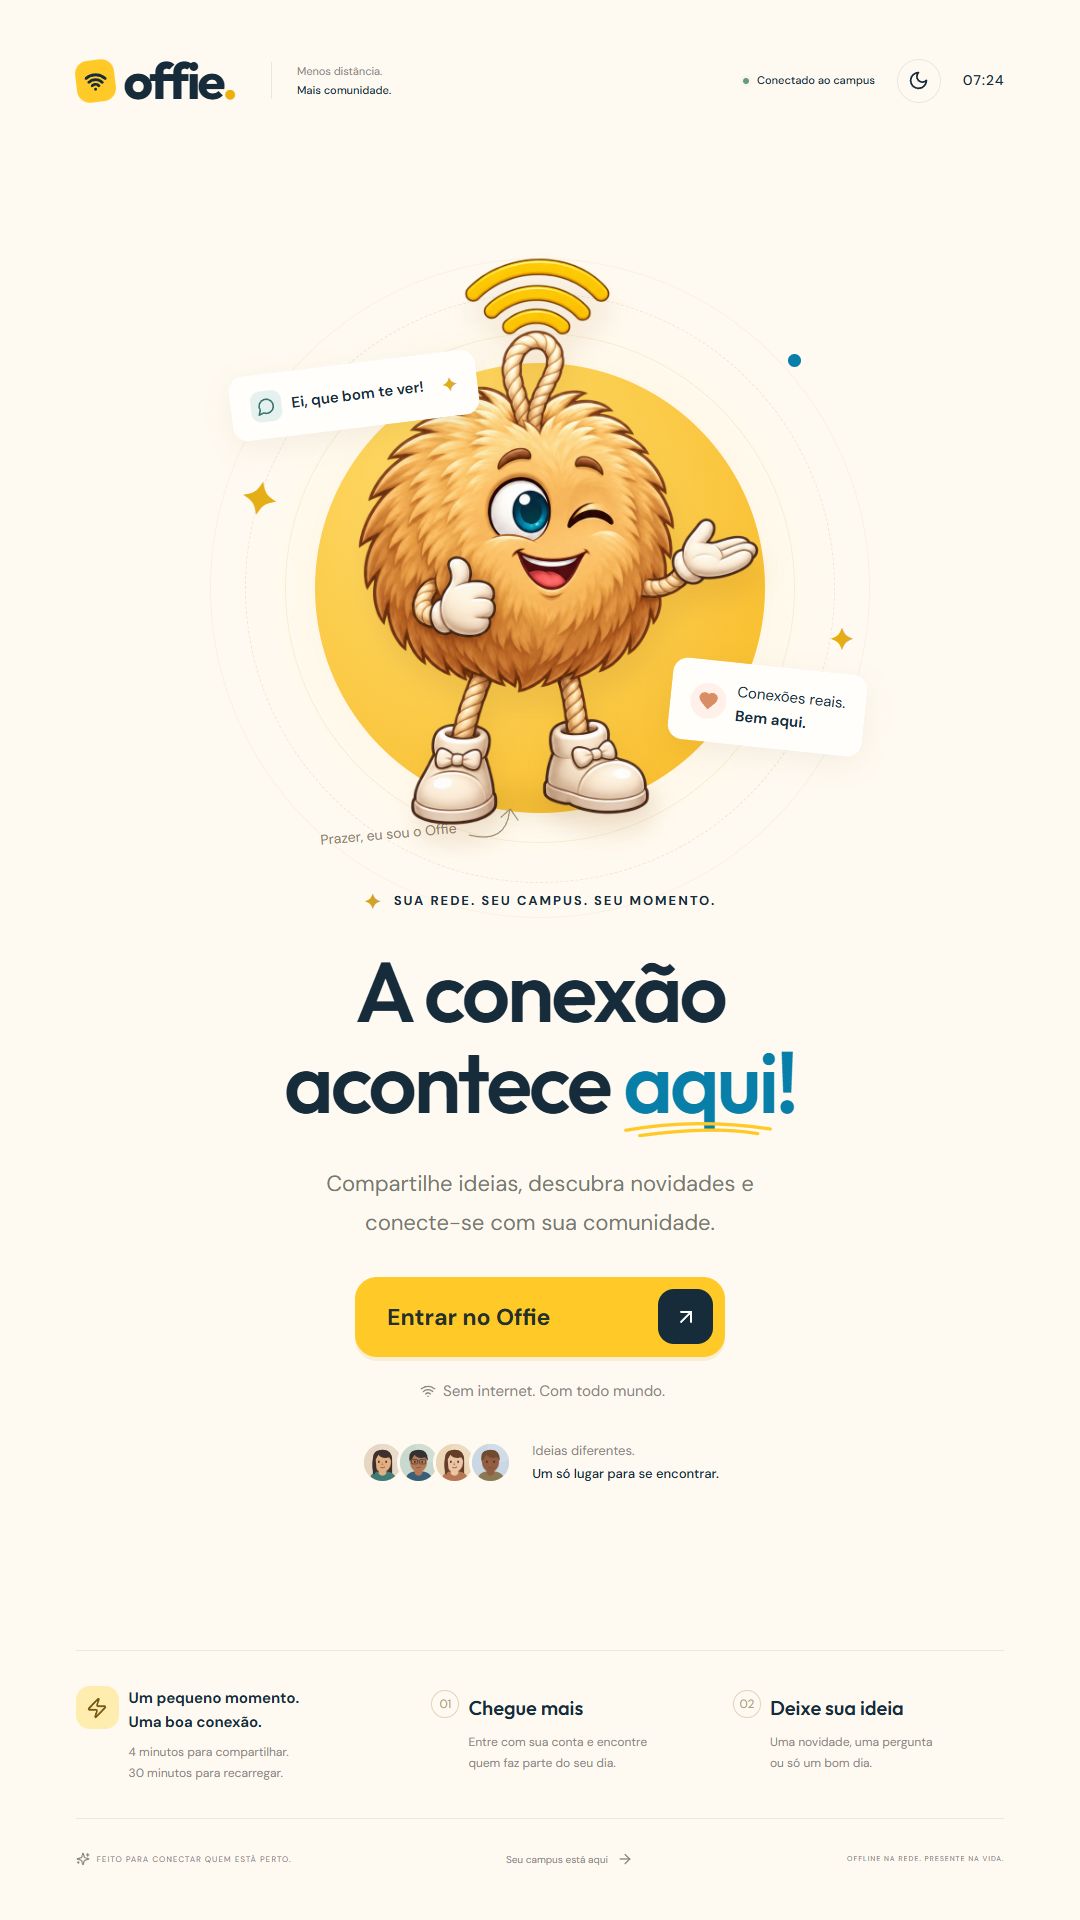 offie.
Menos distância.
Mais comunidade.
Conectado ao campus
07:24
Ei, que bom te ver!
Conexões reais.
Bem aqui.
Prazer, eu sou o Offie
SUA REDE. SEU CAMPUS. SEU MOMENTO.
A conexão
acontece aqui!
Compartilhe ideias, descubra novidades e
conecte-se com sua comunidade.
Entrar no Offie
Sem internet. Com todo mundo.
Ideias diferentes.
Um só lugar para se encontrar.
Um pequeno momento.
Uma boa conexão.
4 minutos para compartilhar.
30 minutos para recarregar.
01
Chegue mais
Entre com sua conta e encontre
quem faz parte do seu dia.
02
Deixe sua ideia
Uma novidade, uma pergunta
ou só um bom dia.
FEITO PARA CONECTAR QUEM ESTÁ PERTO.
Seu campus está aqui
OFFLINE NA REDE. PRESENTE NA VIDA.